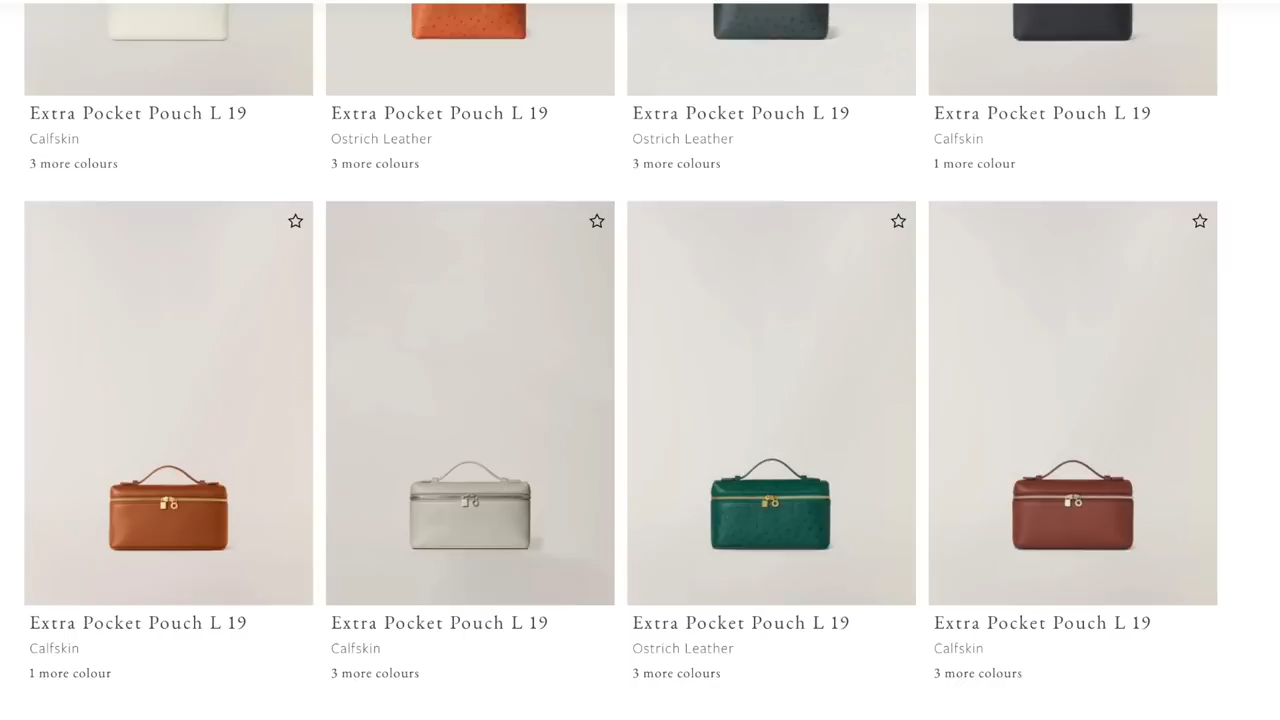 Extra Pocket Pouch L 19
Calfskin
3 more colours
Extra Pocket Pouch L 19
Ostrich Leather
3 more colours
Extra Pocket Pouch L 19
Ostrich Leather
3 more colours
Extra Pocket Pouch L 19
Calfskin
1 more colour
Extra Pocket Pouch L 19
Calfskin
1 more colour
Extra Pocket Pouch L 19
Calfskin
3 more colours
Extra Pocket Pouch L 19
Ostrich Leather
3 more colours
Extra Pocket Pouch L 19
Calfskin
3 more colours